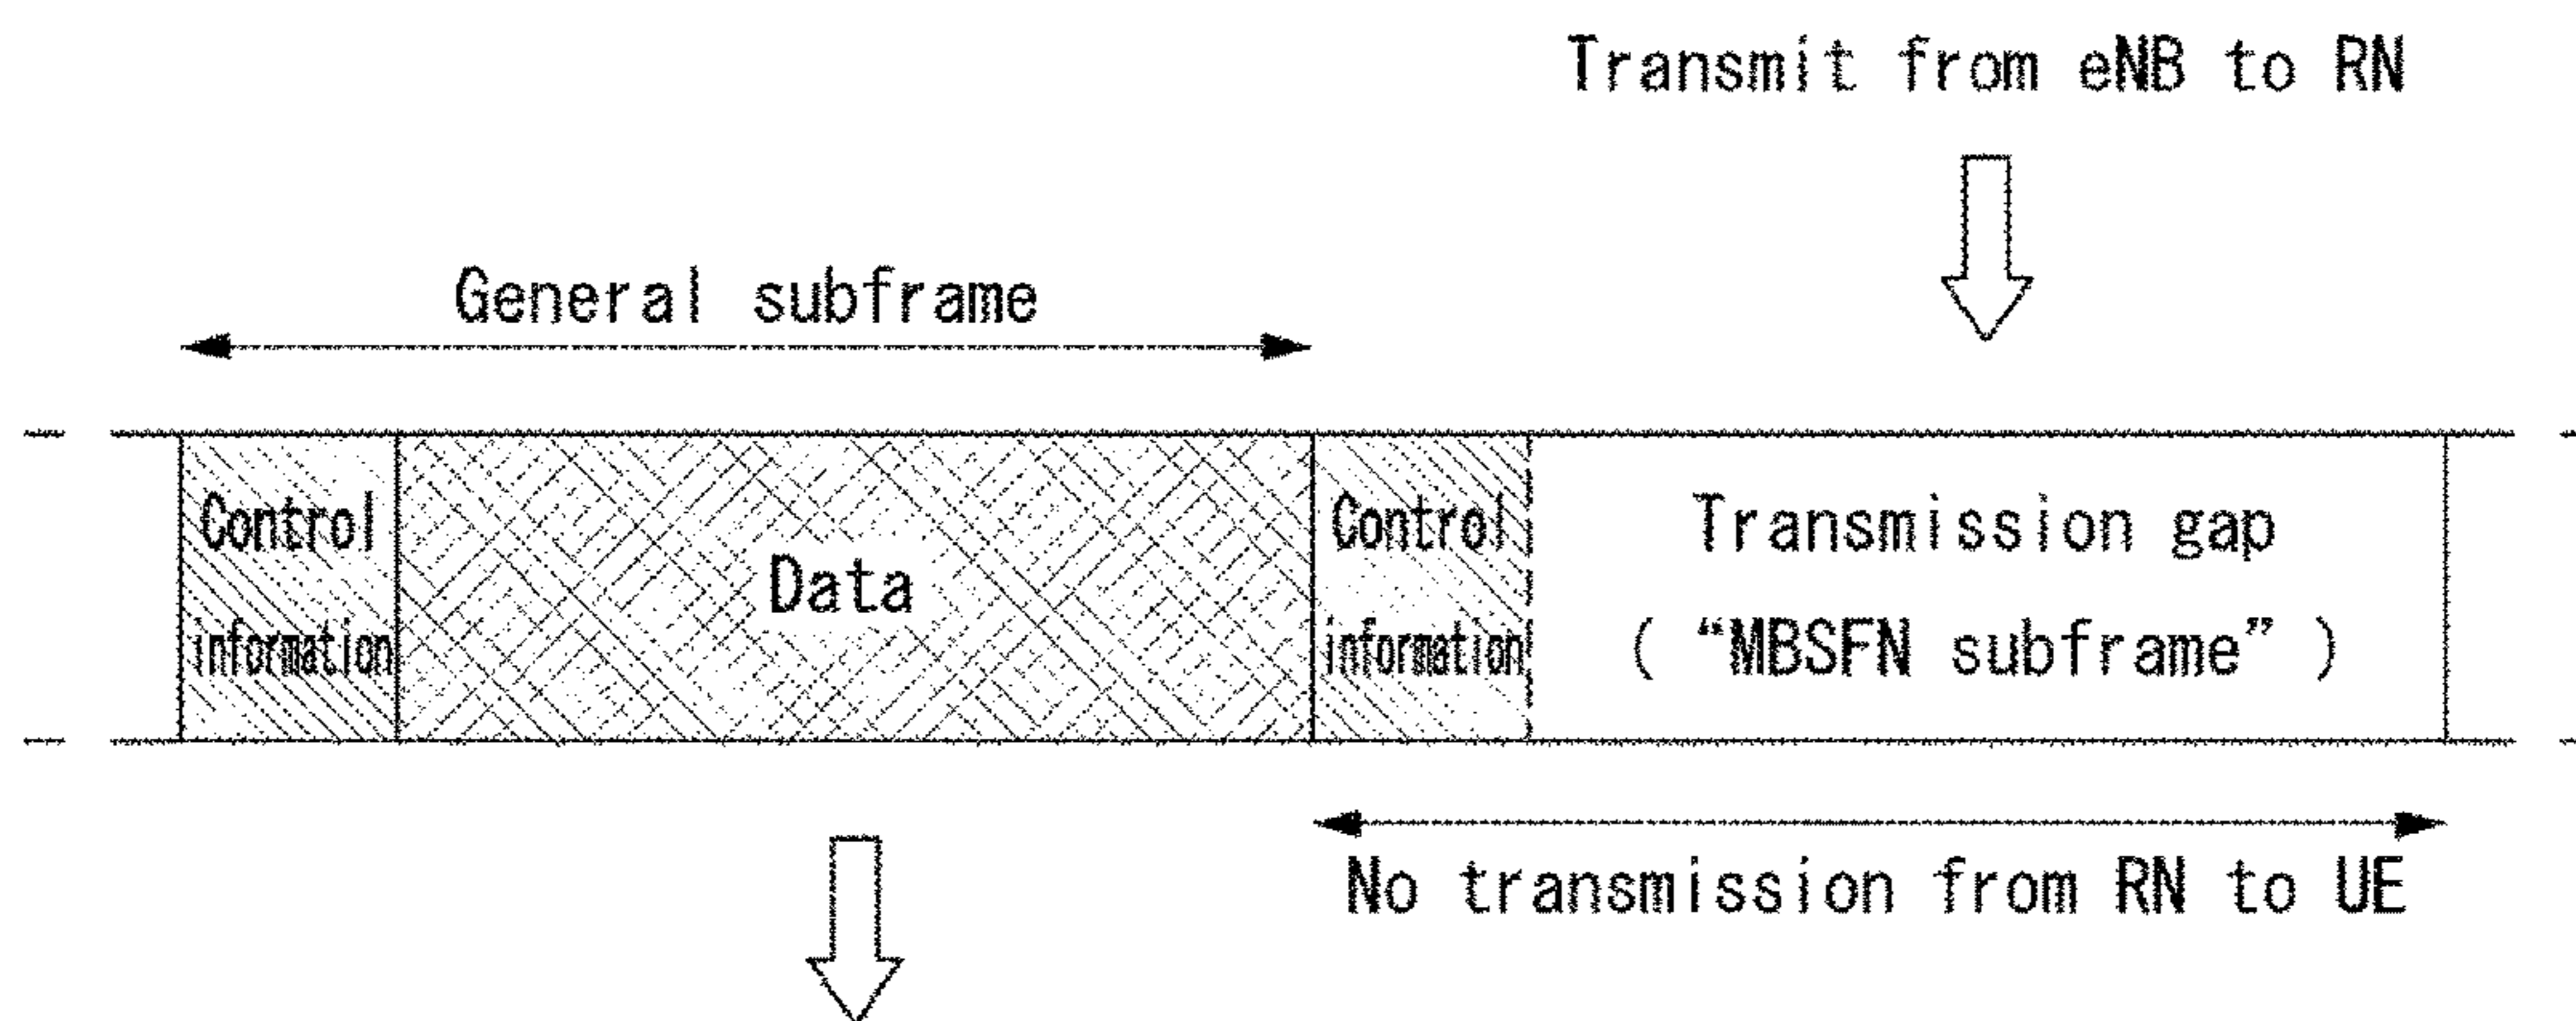 Transmit from eNB to RN
General subframe
Control
information
Data
Control
information
Transmission gap
( “MBSFN subframe” )
No transmission from RN to UE